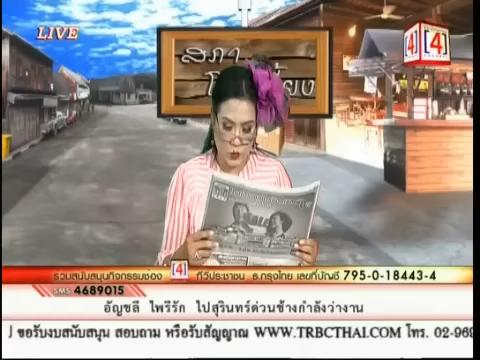 LIVE
[4]
[4]
สภา
รวมสนับสนุนกิจกรรมช่อง [4] ทีวีประชาชน ธ.กรุงไทย เลขที่บัญชี 795-0-18443-4
SMS 4689015
อัญชลี ไพรีรัก ไปสุรินทร์ด่วนช้างกำลังว่างาน
ขอรับงบสนับสนุน สอบถาม หรือรับสัญญาณ WWW.TRBCTHAI.COM โทร. 02-969